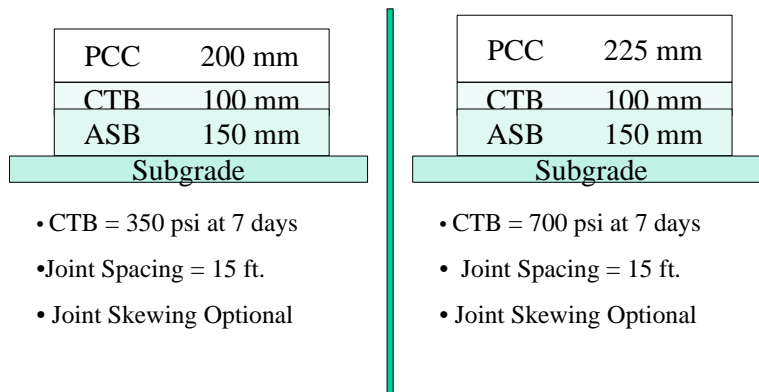 PCC 200 mm
CTB 100 mm
ASB 150 mm
Subgrade
• CTB = 350 psi at 7 days
•Joint Spacing = 15 ft.
• Joint Skewing Optional
PCC 225 mm
CTB 100 mm
ASB 150 mm
Subgrade
• CTB = 700 psi at 7 days
• Joint Spacing = 15 ft.
• Joint Skewing Optional